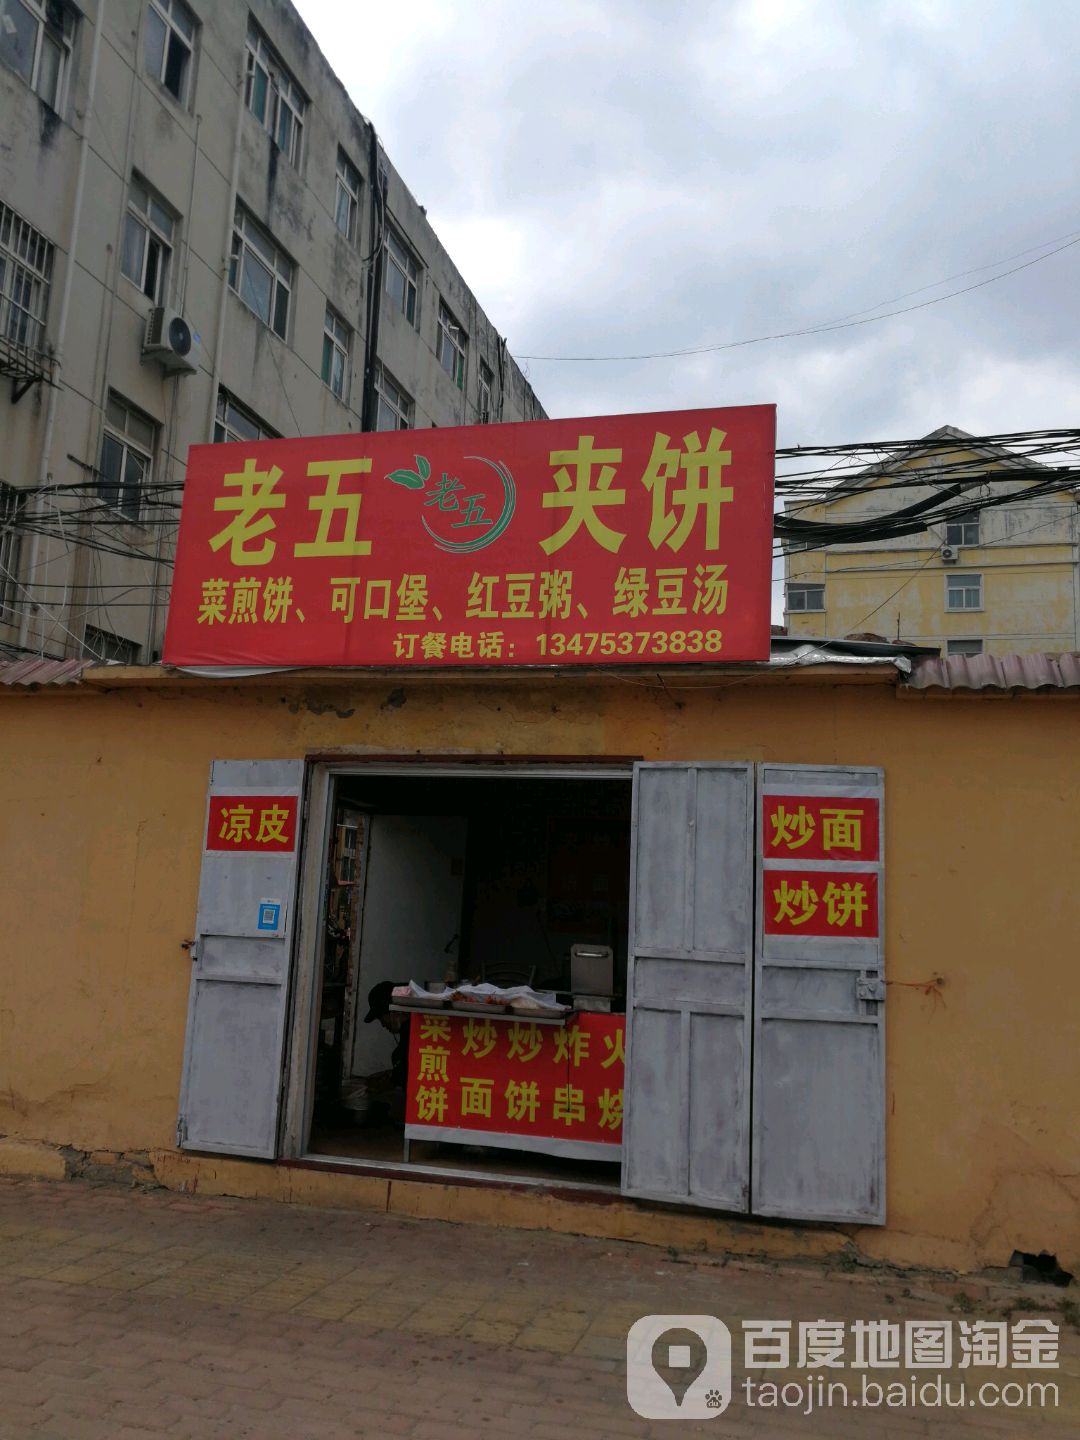 老五 老五 夹饼
菜煎饼、可口堡、红豆粥、绿豆汤
订餐电话：13475373838
凉皮
炒面
炒饼
菜煎饼 炒面 炒饼 炸串 火烧
百度地图淘金
taojin.baidu.com